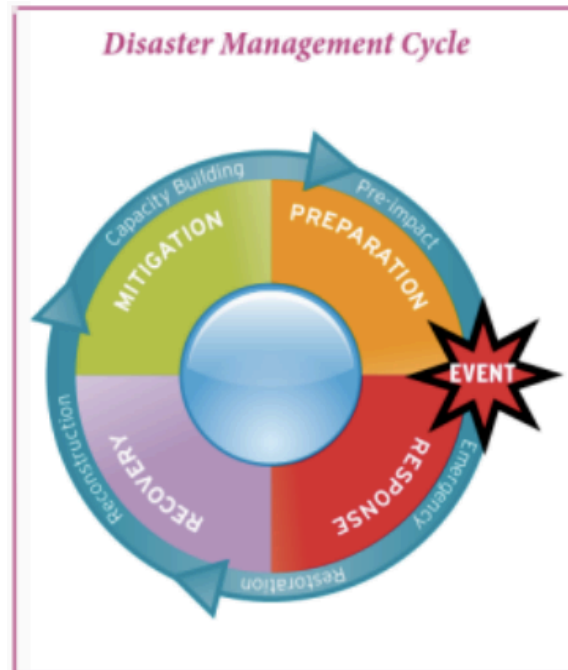 Disaster Management Cycle
Capacity Building
Pre-impact
MITIGATION
PREPARATION
EVENT
Reconstruction
Emergency
RECOVERY
RESPONSE
Restoration